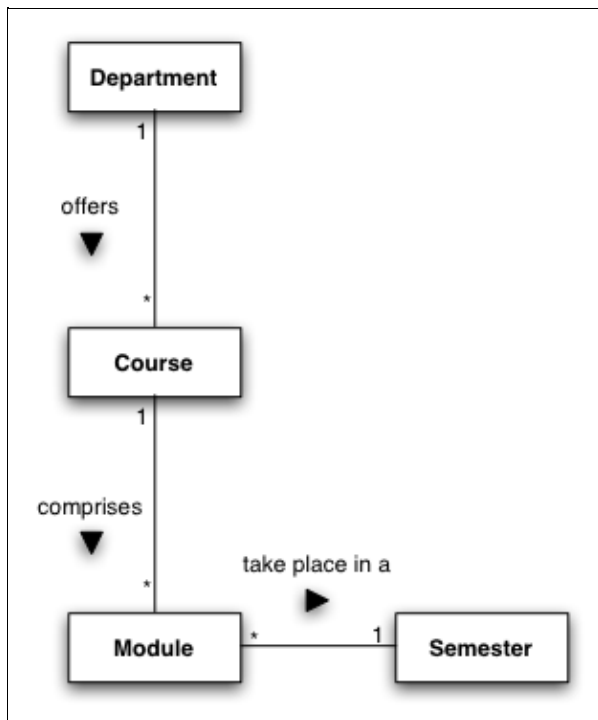 Department
1
offers
*
Course
1
comprises
*
take place in a
Module
*
1
Semester